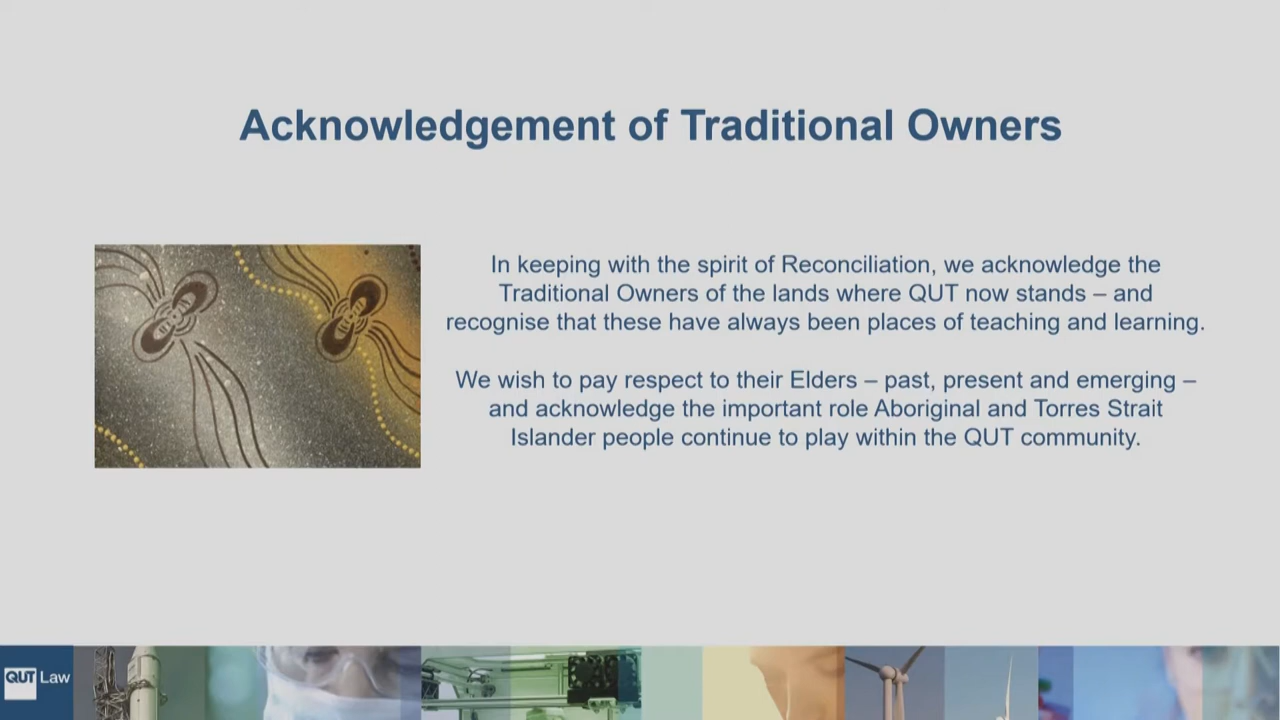 Acknowledgement of Traditional Owners
In keeping with the spirit of Reconciliation, we acknowledge the
Traditional Owners of the lands where QUT now stands – and
recognise that these have always been places of teaching and learning.
We wish to pay respect to their Elders – past, present and emerging –
and acknowledge the important role Aboriginal and Torres Strait
Islander people continue to play within the QUT community.
QUT Law